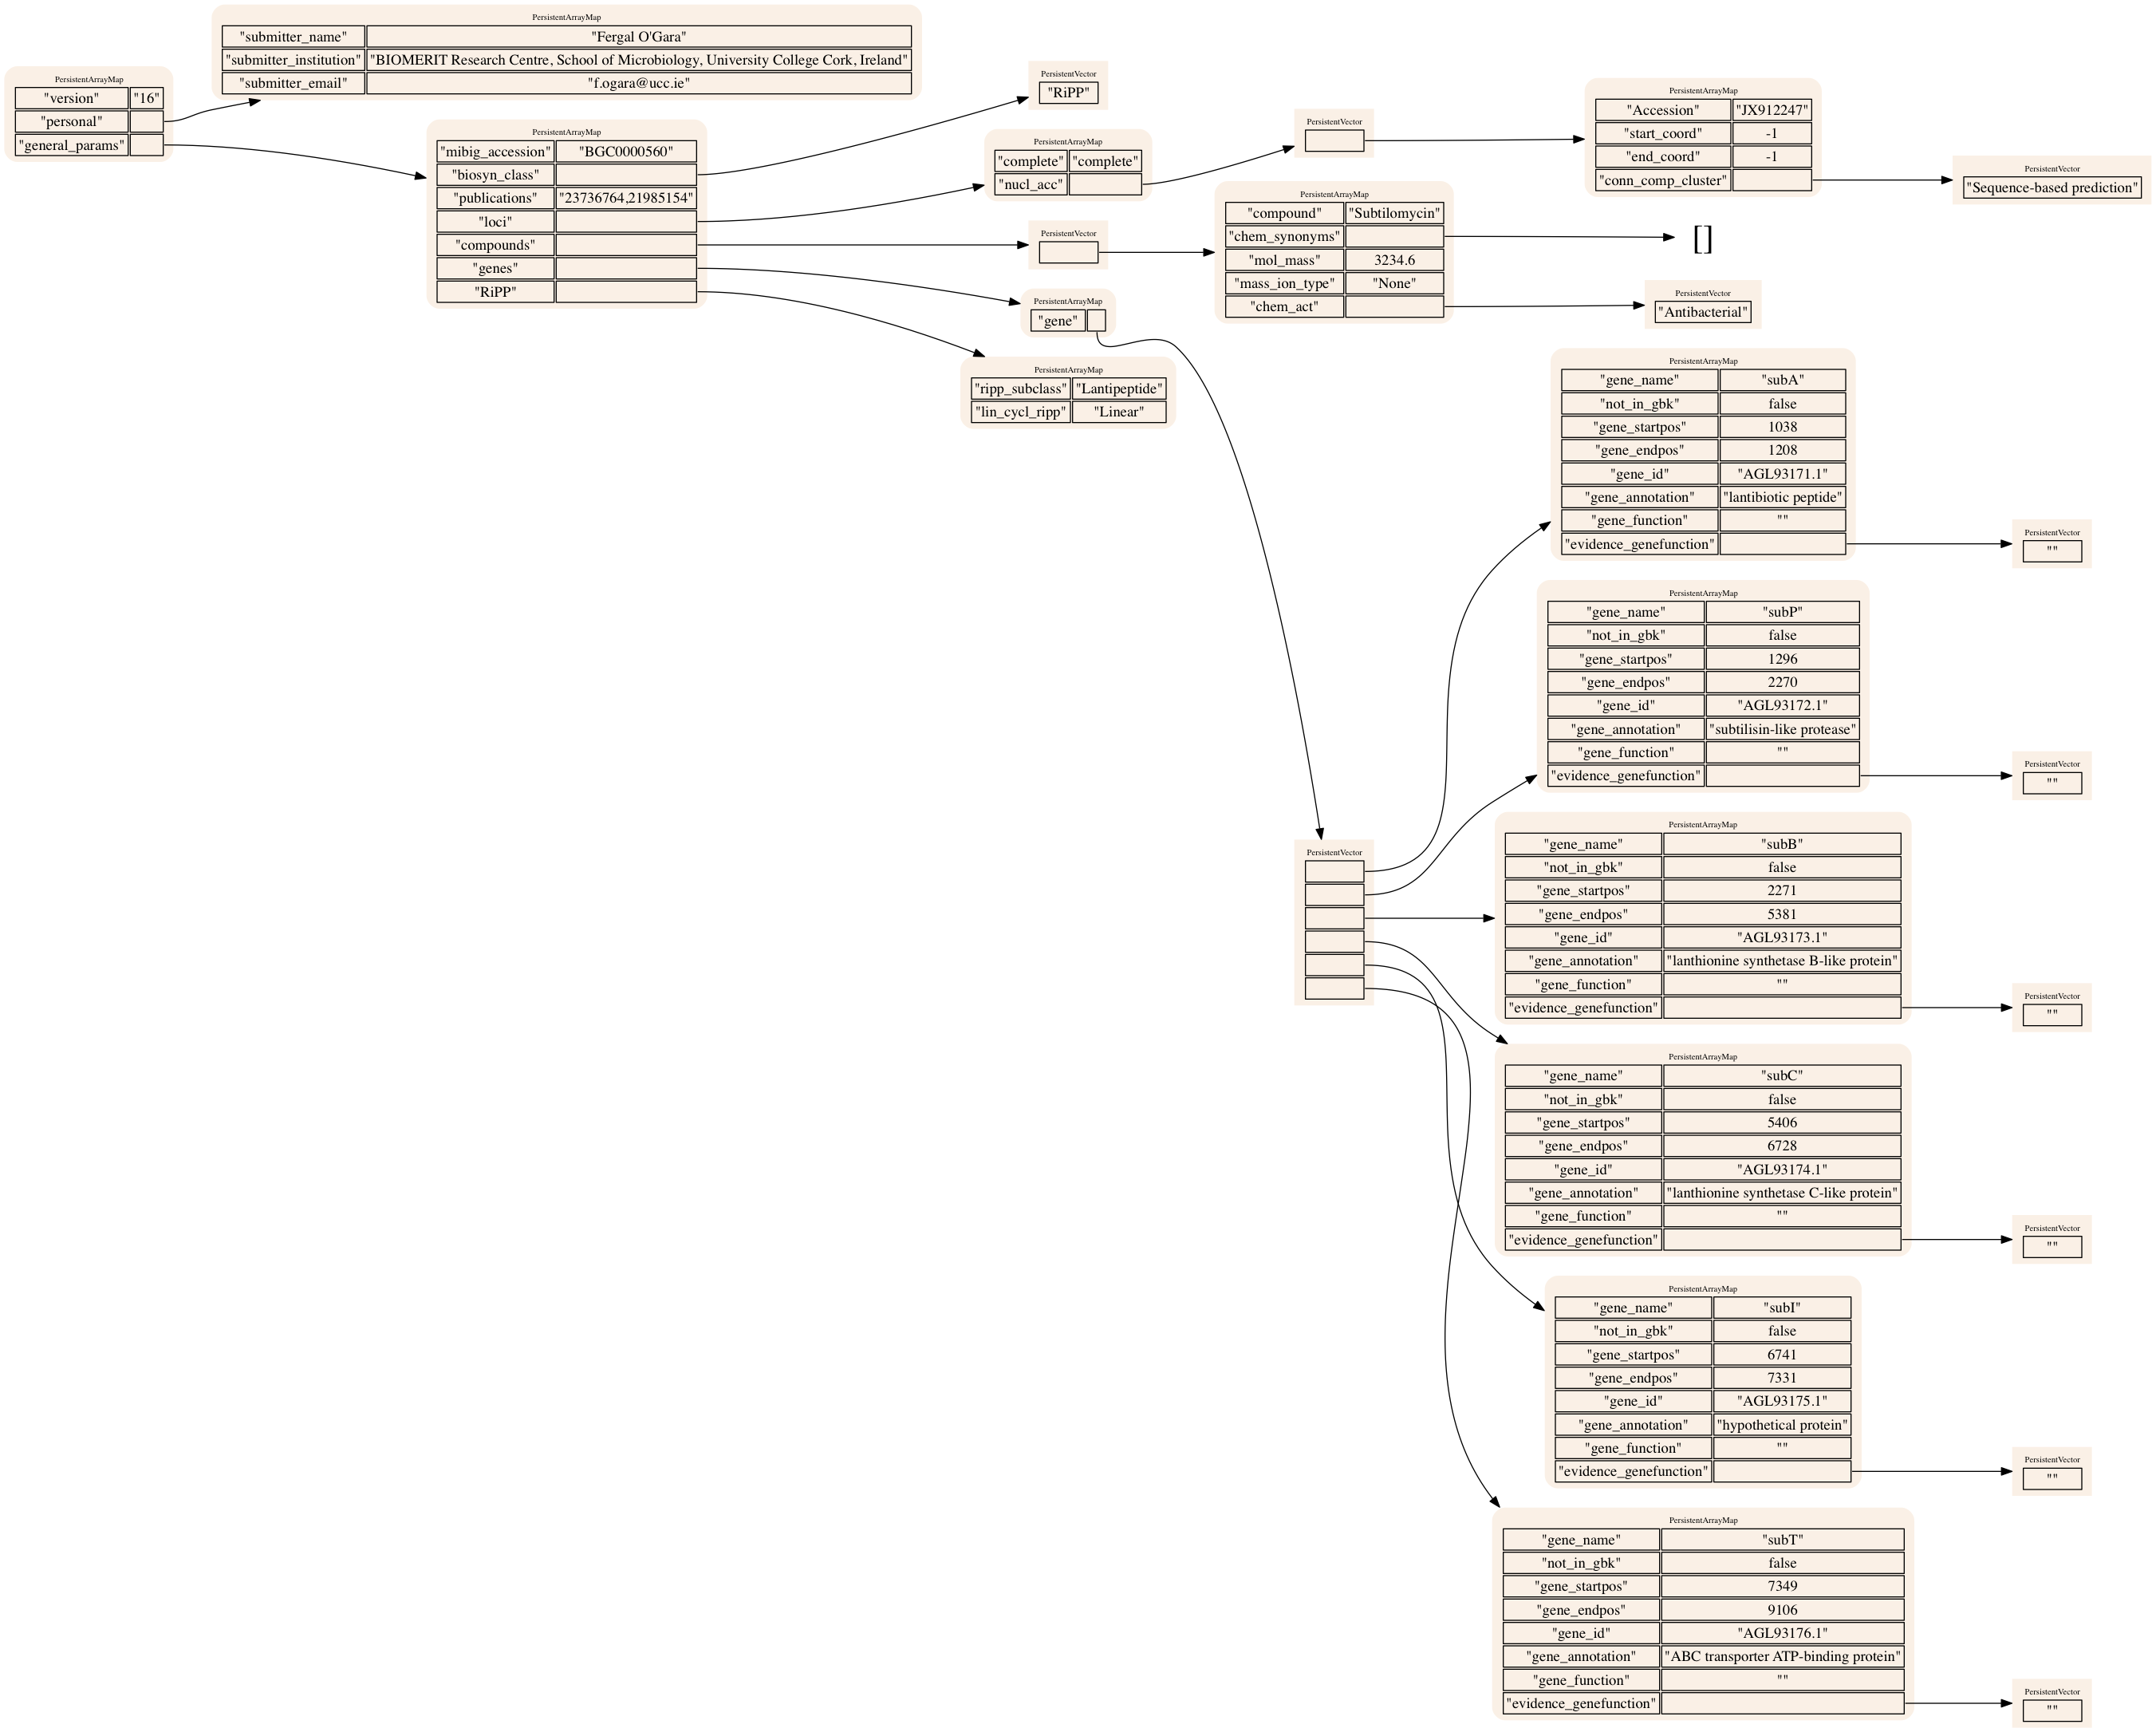 PersistentArrayMap
"version" "16"
"personal"
"general_params"
PersistentArrayMap
"submitter_name" "Fergal O'Gara"
"submitter_institution" "BIOMERIT Research Centre, School of Microbiology, University College Cork, Ireland"
"submitter_email" "f.ogara@ucc.ie"
PersistentArrayMap
"mibig_accession" "BGC0000560"
"biosyn_class"
"publications" "23736764,21985154"
"loci"
"compounds"
"genes"
"RiPP"
PersistentVector
"RiPP"
PersistentArrayMap
"complete" "complete"
"nucl_acc"
PersistentVector
PersistentArrayMap
"Accession" "JX912247"
"start_coord" -1
"end_coord" -1
"conn_comp_cluster"
PersistentVector
"Sequence-based prediction"
PersistentVector
PersistentArrayMap
"compound" "Subtilomycin"
"chem_synonyms"
"mol_mass" 3234.6
"mass_ion_type" "None"
"chem_act"
[]
PersistentVector
"Antibacterial"
PersistentArrayMap
"gene"
PersistentArrayMap
"ripp_subclass" "Lantipeptide"
"lin_cycl_ripp" "Linear"
PersistentVector
PersistentArrayMap
"gene_name" "subA"
"not_in_gbk" false
"gene_startpos" 1038
"gene_endpos" 1208
"gene_id" "AGL93171.1"
"gene_annotation" "lantibiotic peptide"
"gene_function" ""
"evidence_genefunction"
PersistentVector
""
PersistentArrayMap
"gene_name" "subP"
"not_in_gbk" false
"gene_startpos" 1296
"gene_endpos" 2270
"gene_id" "AGL93172.1"
"gene_annotation" "subtilisin-like protease"
"gene_function" ""
"evidence_genefunction"
PersistentVector
""
PersistentArrayMap
"gene_name" "subB"
"not_in_gbk" false
"gene_startpos" 2271
"gene_endpos" 5381
"gene_id" "AGL93173.1"
"gene_annotation" "lanthionine synthetase B-like protein"
"gene_function" ""
"evidence_genefunction"
PersistentVector
""
PersistentArrayMap
"gene_name" "subC"
"not_in_gbk" false
"gene_startpos" 5406
"gene_endpos" 6728
"gene_id" "AGL93174.1"
"gene_annotation" "lanthionine synthetase C-like protein"
"gene_function" ""
"evidence_genefunction"
PersistentVector
""
PersistentArrayMap
"gene_name" "subI"
"not_in_gbk" false
"gene_startpos" 6741
"gene_endpos" 7331
"gene_id" "AGL93175.1"
"gene_annotation" "hypothetical protein"
"gene_function" ""
"evidence_genefunction"
PersistentVector
""
PersistentArrayMap
"gene_name" "subT"
"not_in_gbk" false
"gene_startpos" 7349
"gene_endpos" 9106
"gene_id" "AGL93176.1"
"gene_annotation" "ABC transporter ATP-binding protein"
"gene_function" ""
"evidence_genefunction"
PersistentVector
""